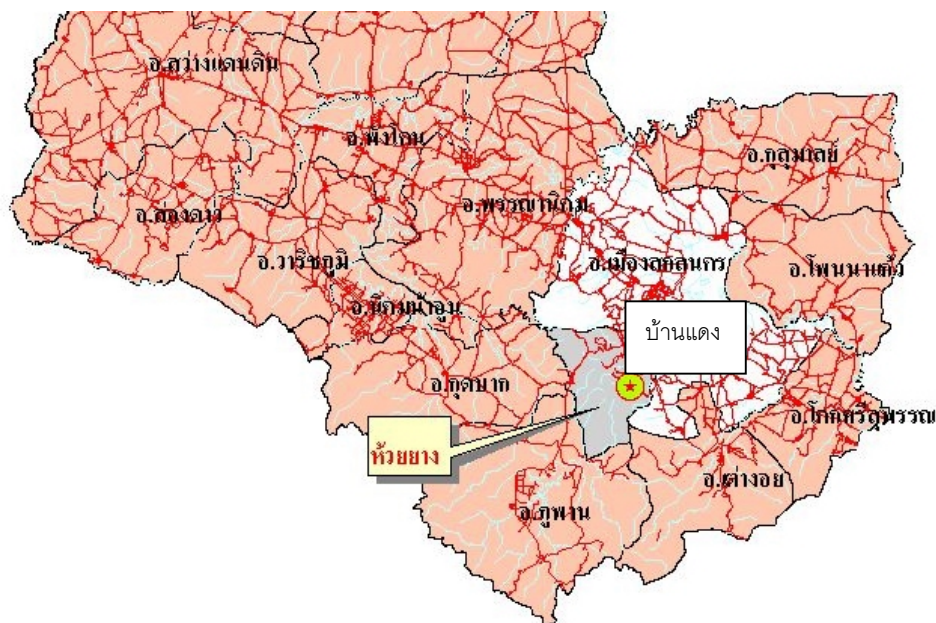 อ.สว่างแดนดิน
อ.พังโคน
อ.กุสุมาลย์
อ.ส่องดาว
อ.พรรณานิคม
อ.วาริชภูมิ
อ.เมืองสกลนคร
อ.โพนนาแก้ว
อ.นิคมน้ำอูน
บ้านแดง
อ.กุดบาก
อ.โคกศรีสุพรรณ
ห้วยยาง
อ.เต่างอย
อ.ภูพาน